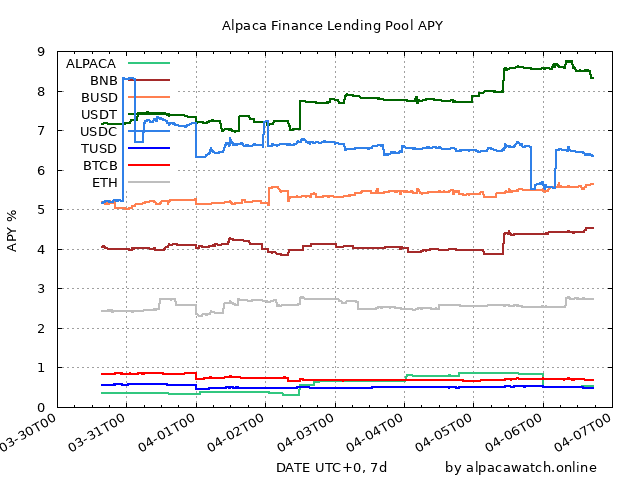 Alpaca Finance Lending Pool APY
APY %
9
8
7
6
5
4
3
2
1
0
ALPACA
BNB
BUSD
USDT
USDC
TUSD
BTCB
ETH
03-30T00
03-31T00
04-01T00
04-02T00
04-03T00
04-04T00
04-05T00
04-06T00
04-07T00
DATE UTC+0, 7d
by alpacawatch.online